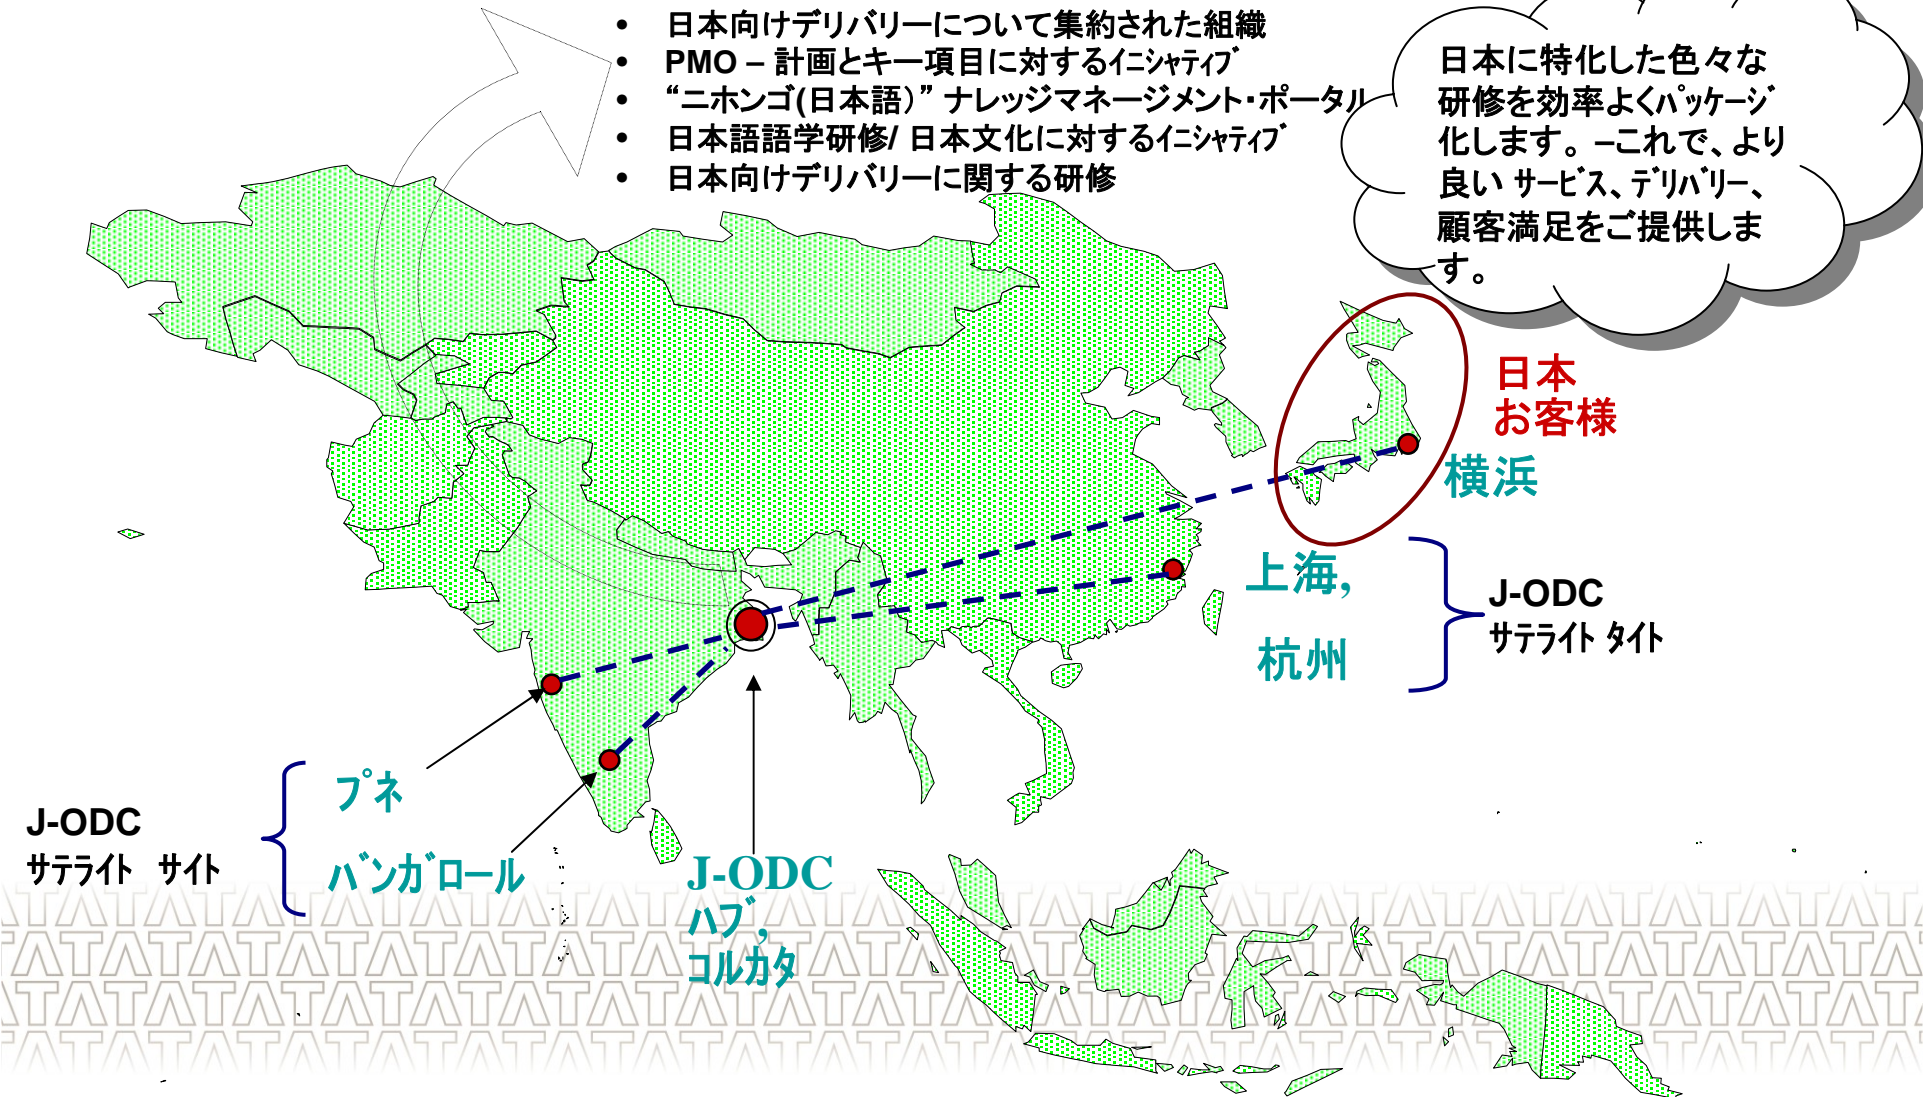 • 日本向けデリバリーについて集約された組織
• PMO – 計画とキー項目に対するｲﾆｼｬﾃｨﾌﾞ
• “ニホンゴ(日本語）” ナレッジマネージメント・ポータル
• 日本語語学研修/ 日本文化に対するｲﾆｼｬﾃｨﾌﾞ
• 日本向けデリバリーに関する研修
日本に特化した色々な
研修を効率よくﾊﾟｯｹｰｼﾞ
化します。–これで、より
良い ｻｰﾋﾞｽ、ﾃﾞﾘﾊﾞﾘｰ、
顧客満足をご提供しま
す。
日本
お客様
横浜
上海,
杭州
J-ODC
ｻﾃﾗｲﾄ ﾀｲﾄ
プネ
ﾊﾞﾝｶﾞﾛｰﾙ
J-ODC
ｻﾃﾗｲﾄ　ｻｲﾄ
J-ODC
ﾊﾌﾞ,
ｺﾙｶﾀ